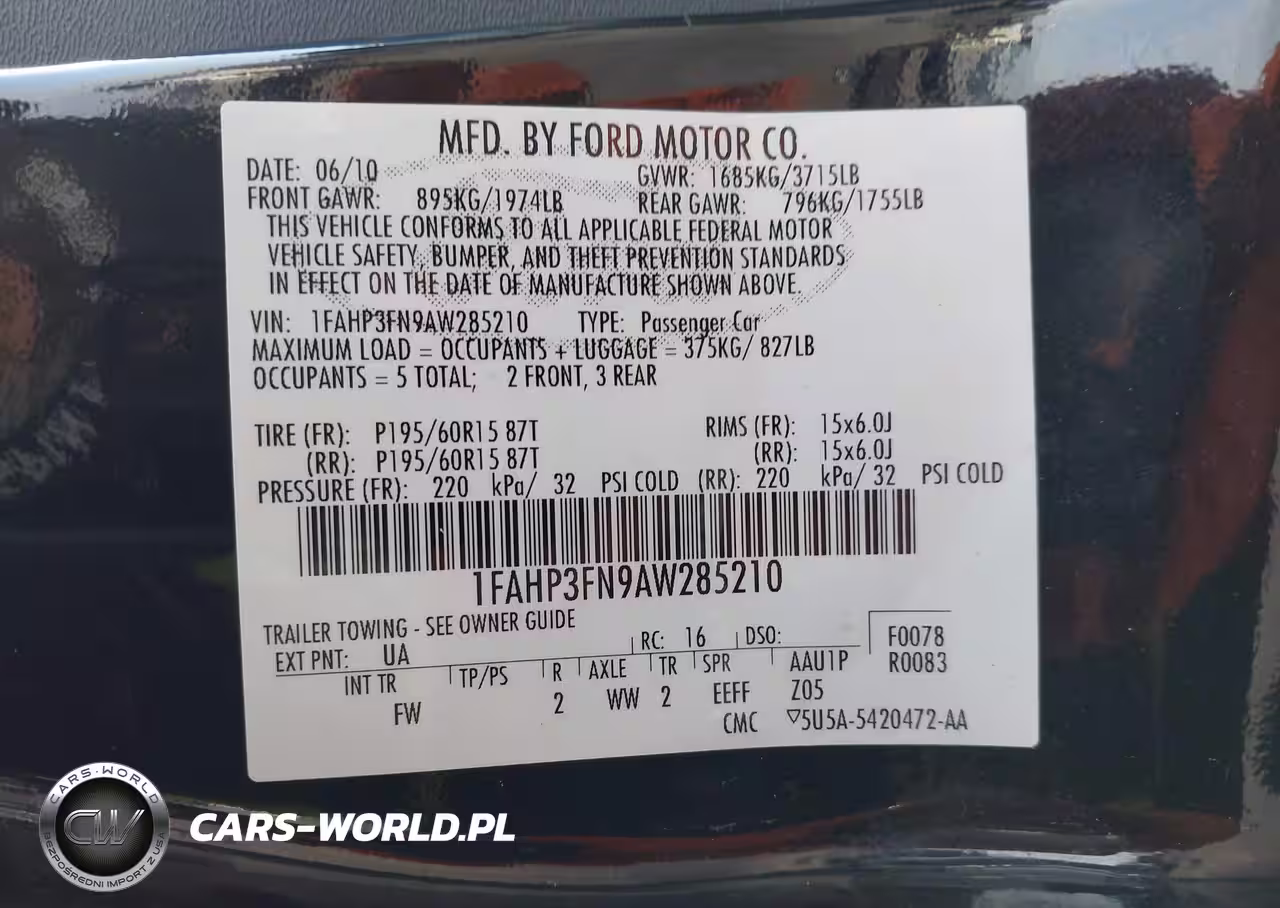 MFD. BY FORD MOTOR CO.
DATE: 06/10 GVWR: 1685KG/3715LB
FRONT GAWR: 895KG/1974LB REAR GAWR: 796KG/1755LB
THIS VEHICLE CONFORMS TO ALL APPLICABLE FEDERAL MOTOR
VEHICLE SAFETY, BUMPER, AND THEFT PREVENTION STANDARDS
IN EFFECT ON THE DATE OF MANUFACTURE SHOWN ABOVE.
VIN: 1FAHP3FN9AW285210 TYPE: Passenger Car
MAXIMUM LOAD = OCCUPANTS + LUGGAGE = 375KG/ 827LB
OCCUPANTS = 5 TOTAL; 2 FRONT, 3 REAR
TIRE (FR): P195/60R15 87T RIMS (FR): 15x6.0J
(RR): P195/60R15 87T (RR): 15x6.0J
PRESSURE (FR): 220 kPa/ 32 PSI COLD (RR): 220 kPa/ 32 PSI COLD
1FAHP3FN9AW285210
TRAILER TOWING - SEE OWNER GUIDE
EXT PNT: UA RC: 16 DSO: F0078
R0083
INT TR TP/PS R AXLE TR SPR AAU1P
FW 2 WW 2 EEFF Z05
CMC ▽5U5A-5420472-AA
CARS-WORLD
CW
BEZPOŚREDNI IMPORT Z USA
CARS-WORLD.PL